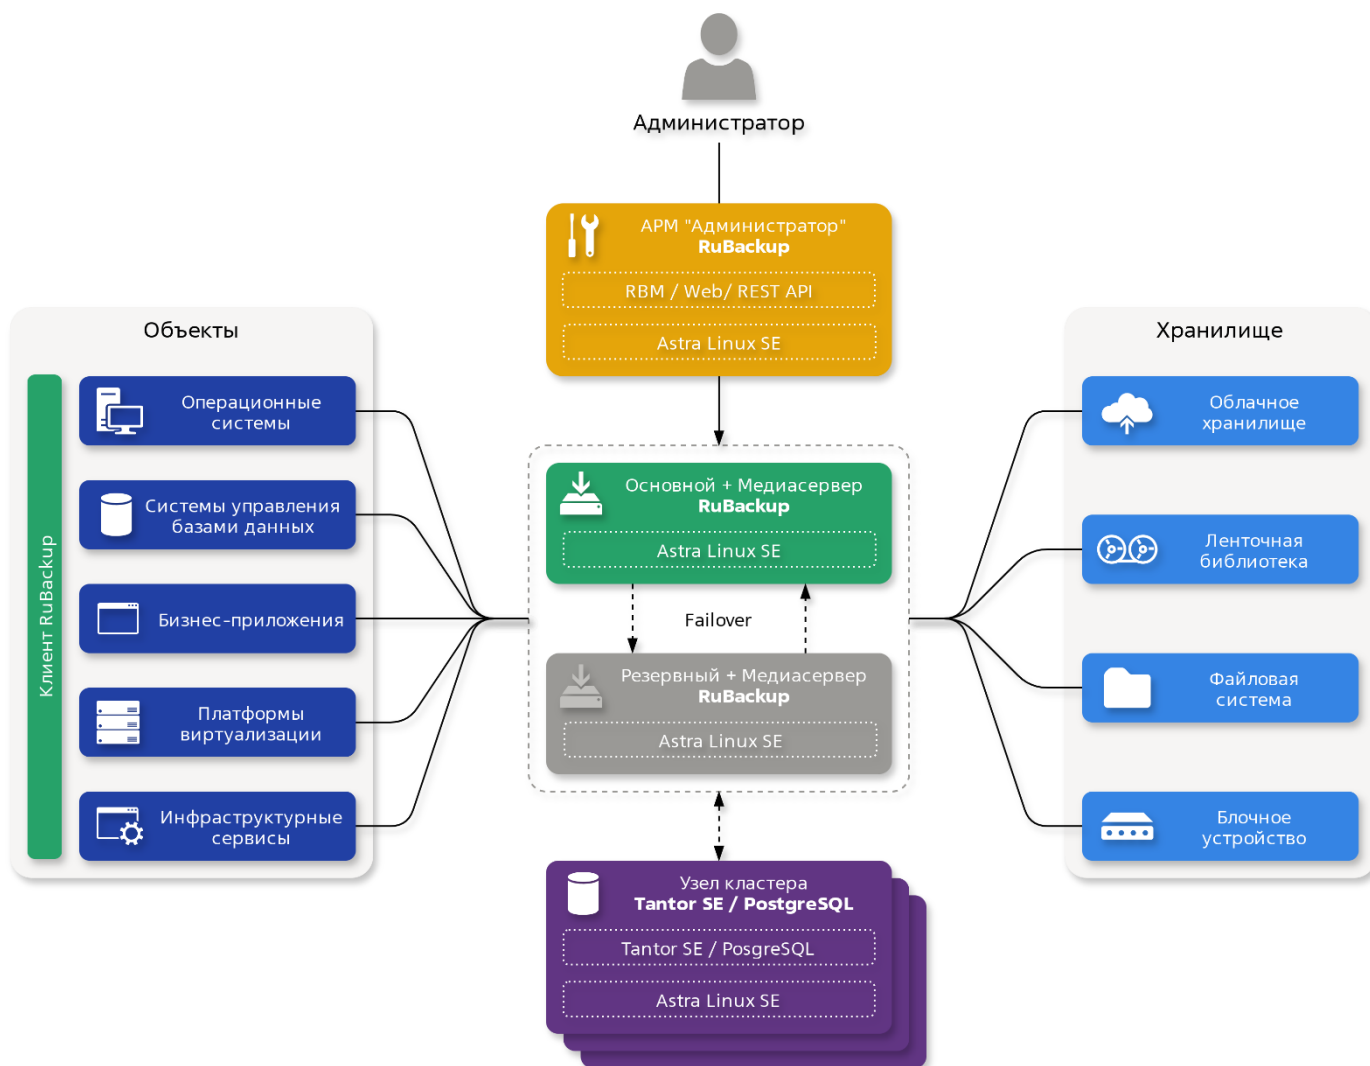 Администратор
АРМ "Администратор"
RuBackup
RBM / Web/ REST API
Astra Linux SE
Объекты
Клиент RuBackup
Операционные
системы
Системы управления
базами данных
Бизнес-приложения
Платформы
виртуализации
Инфраструктурные
сервисы
Основной + Медиасервер
RuBackup
Astra Linux SE
Failover
Резервный + Медиасервер
RuBackup
Astra Linux SE
Узел кластера
Tantor SE / PostgreSQL
Tantor SE / PosgreSQL
Astra Linux SE
Хранилище
Облачное
хранилище
Ленточная
библиотека
Файловая
система
Блочное
устройство